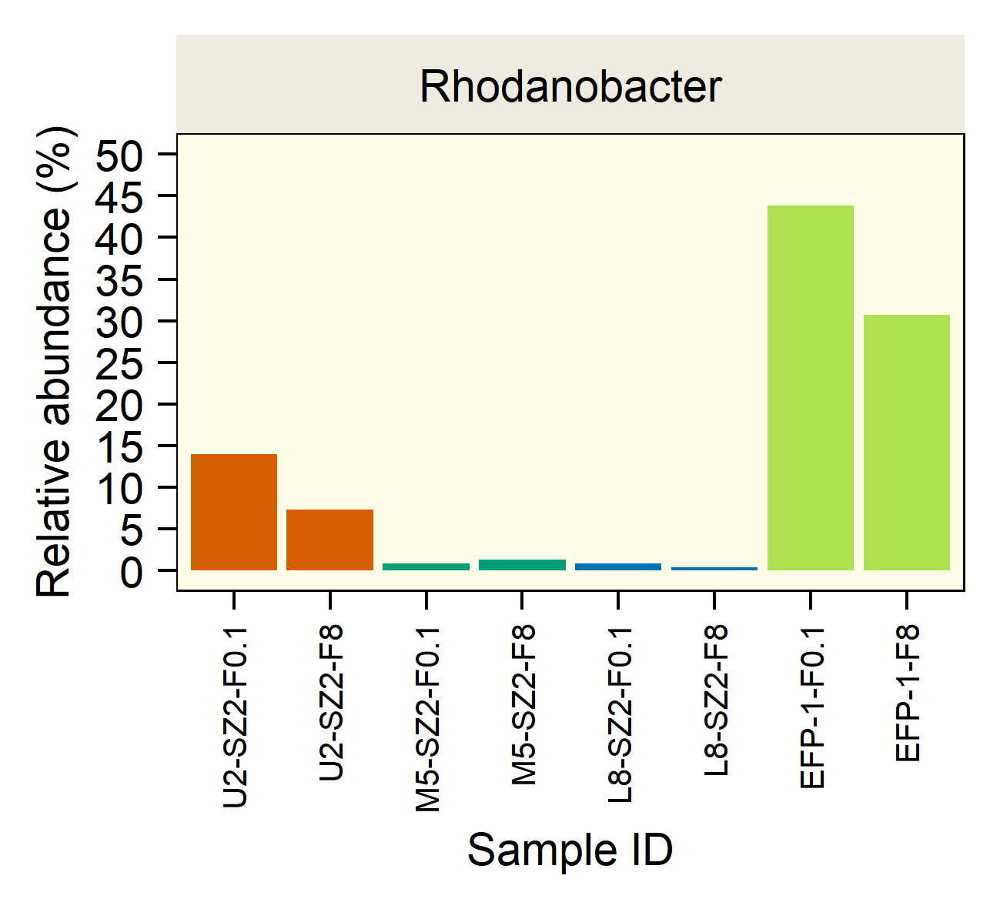 Rhodanobacter
Relative abundance (%)
50
45
40
35
30
25
20
15
10
5
0
U2-SZ2-F0.1
U2-SZ2-F8
M5-SZ2-F0.1
M5-SZ2-F8
L8-SZ2-F0.1
L8-SZ2-F8
EFP-1-F0.1
EFP-1-F8
Sample ID